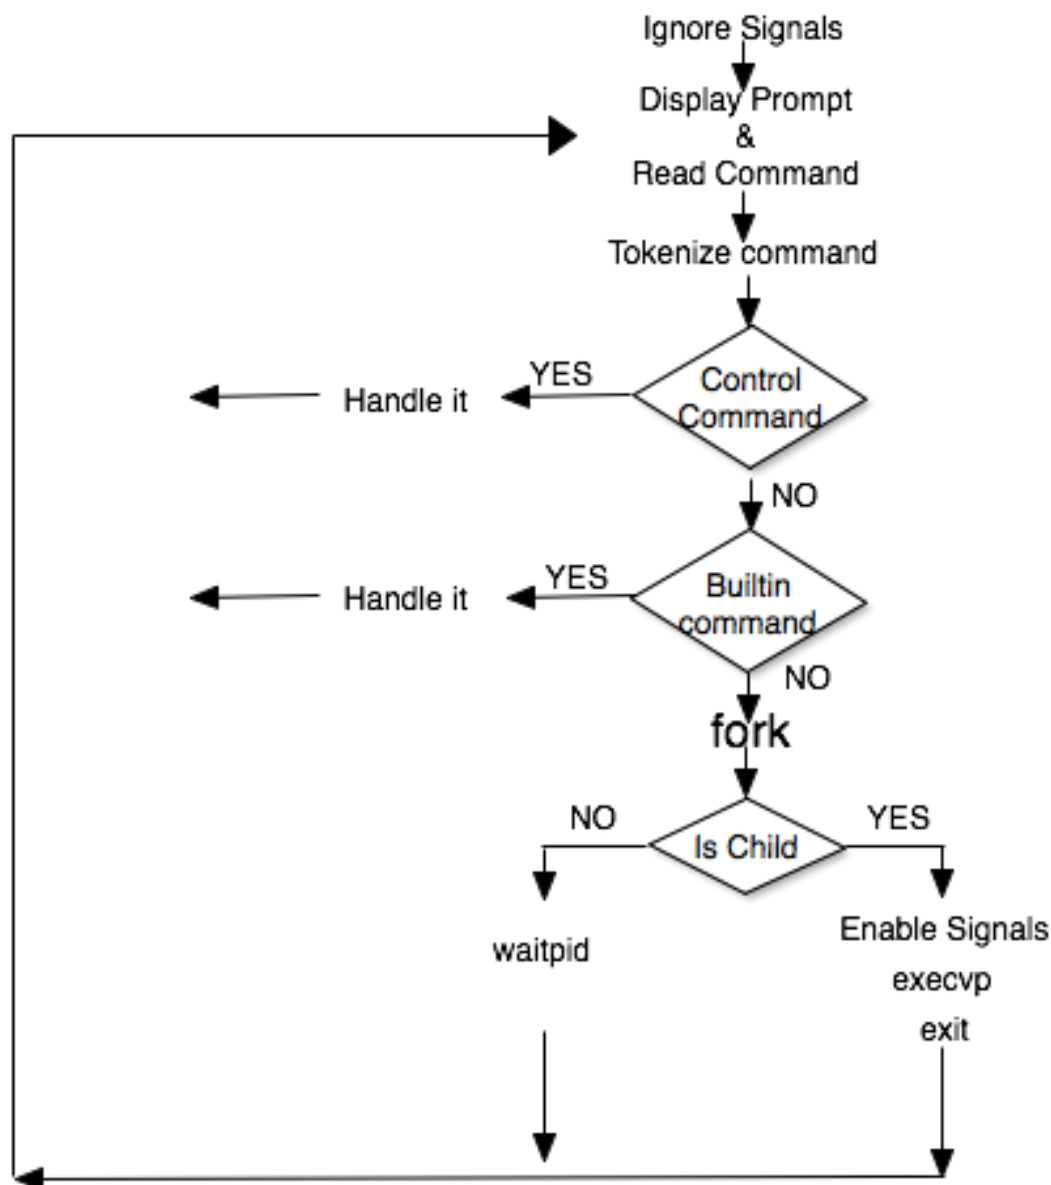 Ignore Signals
Display Prompt
&
Read Command
Tokenize command
YES
Control
Command
Handle it
NO
YES
Builtin
command
Handle it
NO
fork
NO
YES
Is Child
Enable Signals
waitpid
execvp
exit